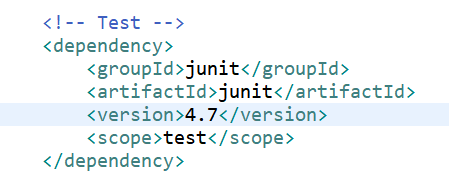 <!-- Test -->
<dependency>
    <groupId>junit</groupId>
    <artifactId>junit</artifactId>
    <version>4.7</version>
    <scope>test</scope>
</dependency>